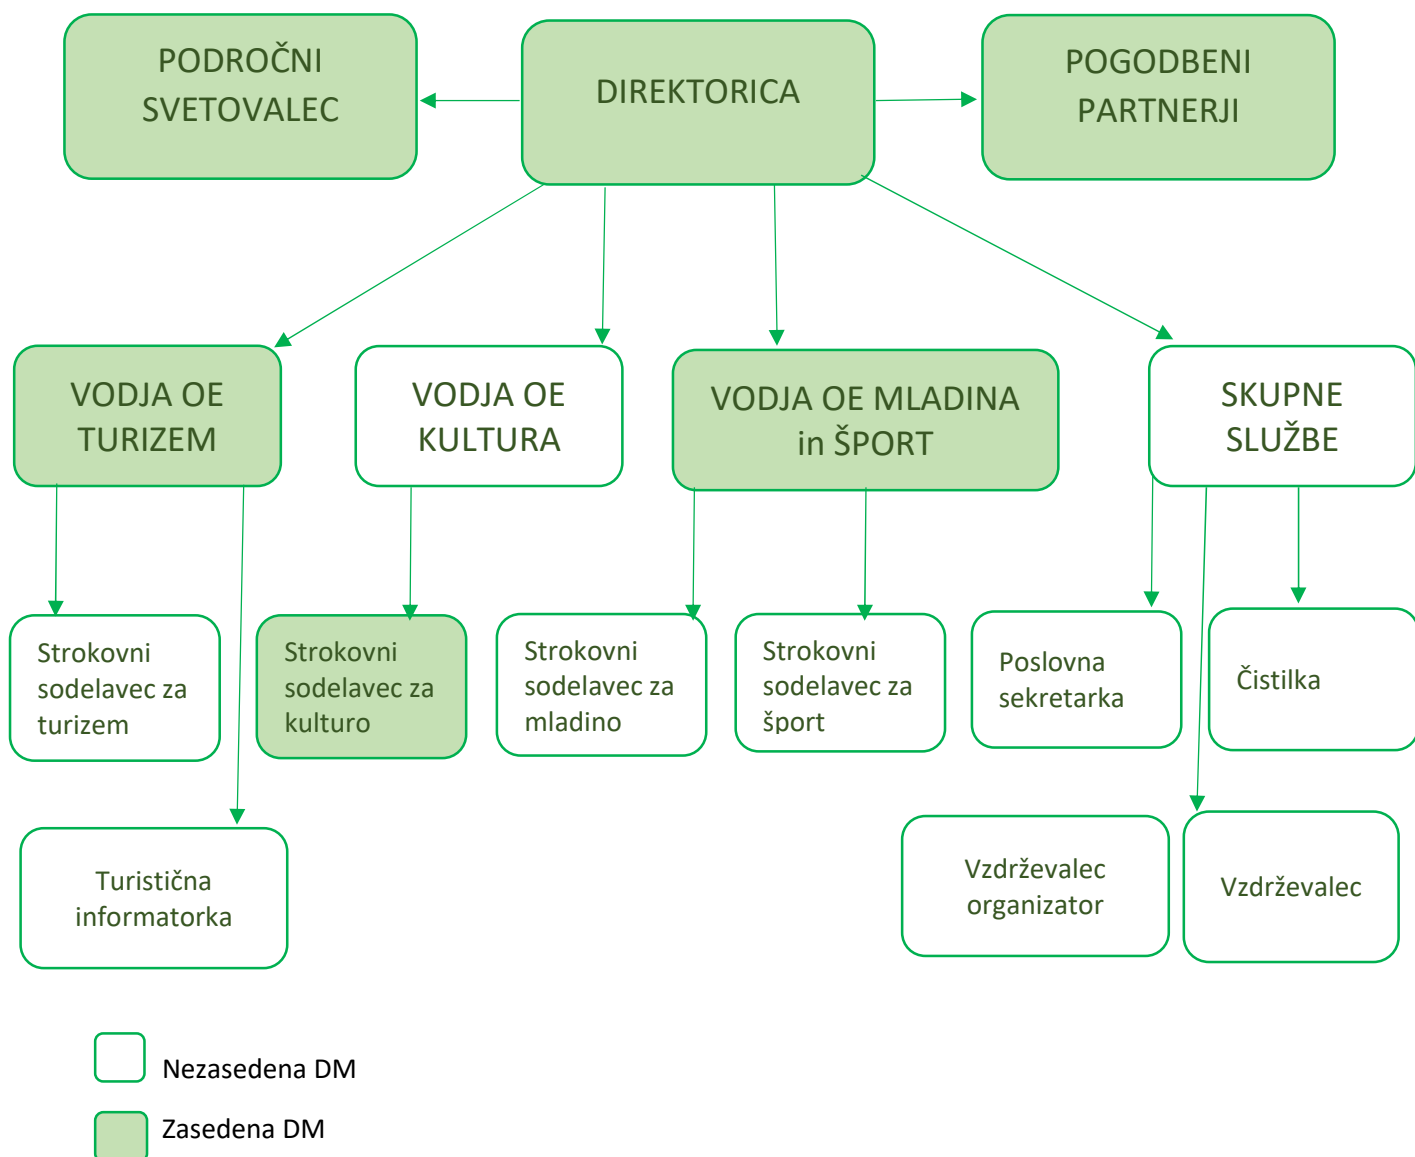 PODROČNI
SVETOVALEC
DIREKTORICA
POGODBENI
PARTNERJI
VODJA OE
TURIZEM
VODJA OE
KULTURA
VODJA OE MLADINA
in ŠPORT
SKUPNE
SLUŽBE
Strokovni
sodelavec za
turizem
Strokovni
sodelavec za
kulturo
Strokovni
sodelavec za
mladino
Strokovni
sodelavec za
šport
Poslovna
sekretarka
Čistilka
Turistična
informatorka
Vzdrževalec
organizator
Vzdrževalec
Nezasedena DM
Zasedena DM